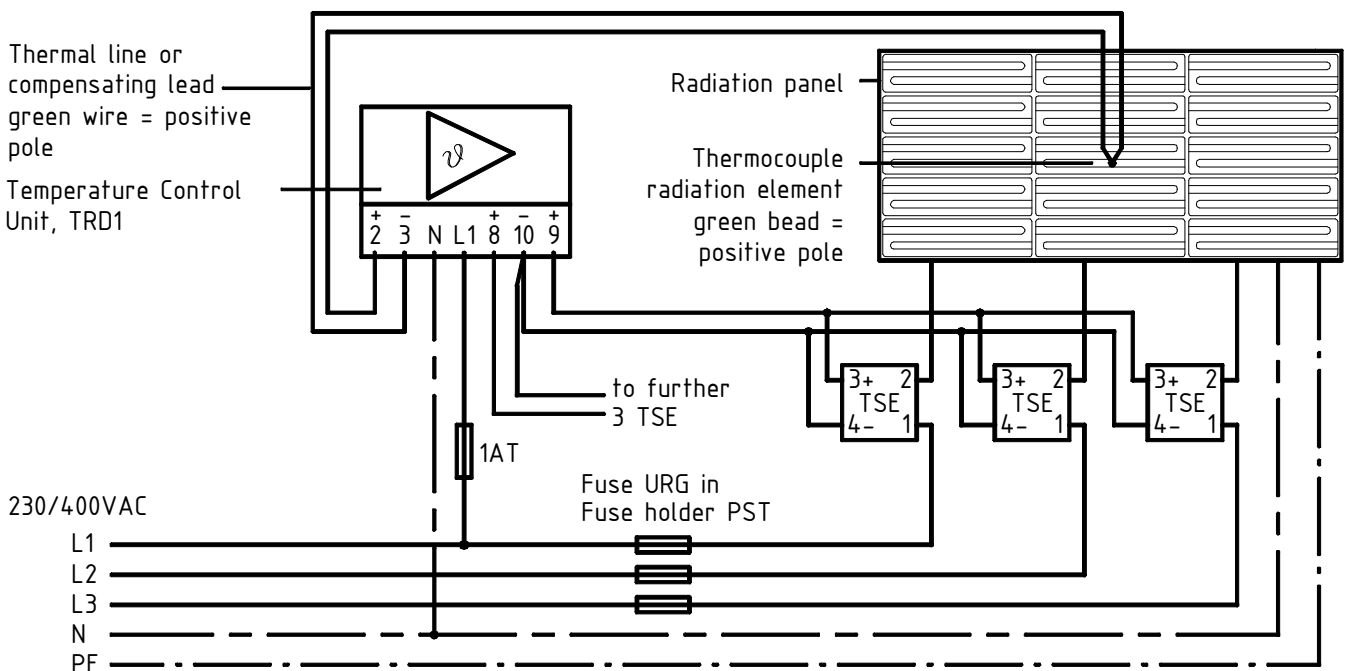 Thermal line or
compensating lead
green wire = positive
pole
Temperature Control
Unit, TRD1
ϑ
+ − + − +
2 3 N L1 8 10 9
Radiation panel
Thermocouple
radiation element
green bead =
positive pole
to further
3 TSE
3+ 2
TSE
4− 1
3+ 2
TSE
4− 1
3+ 2
TSE
4− 1
1AT
Fuse URG in
Fuse holder PST
230/400VAC
L1
L2
L3
N
PE